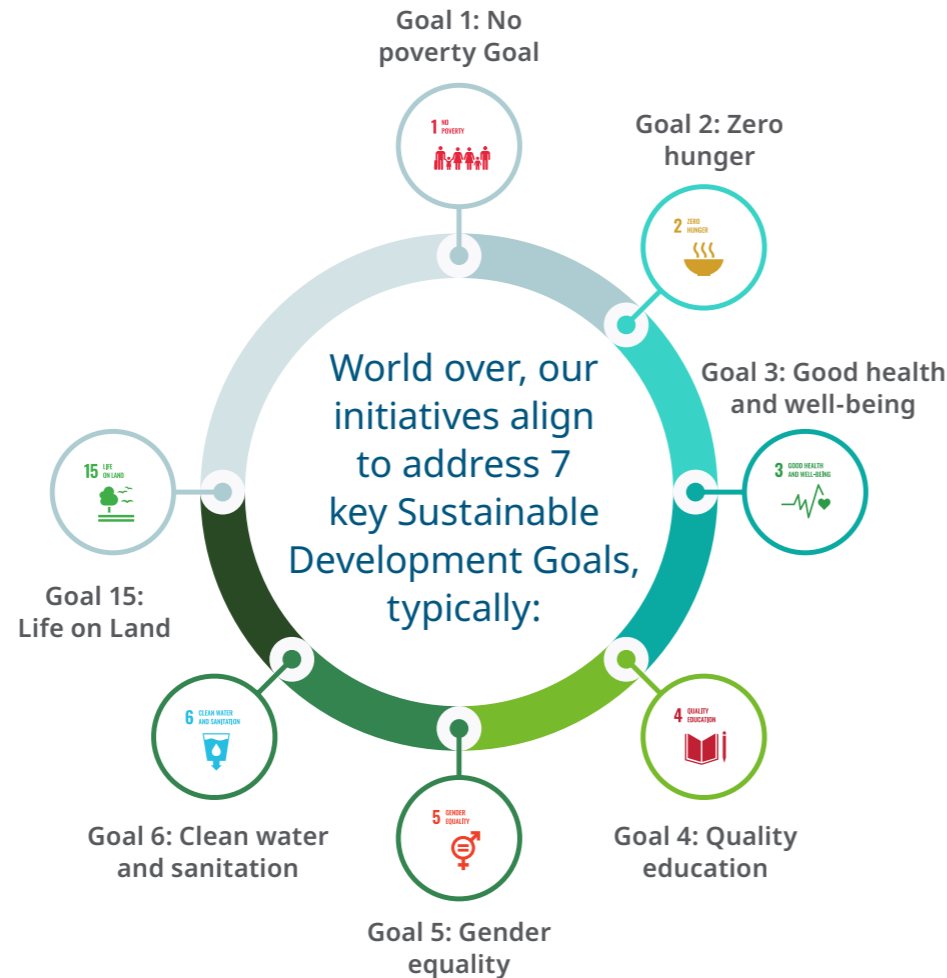 Goal 1: No
poverty Goal
1 NO
POVERTY
Goal 2: Zero
hunger
2 ZERO
HUNGER
Goal 3: Good health
and well-being
3 GOOD HEALTH
AND WELL-BEING
World over, our
initiatives align
to address 7
key Sustainable
Development Goals,
typically:
15 LIFE
ON LAND
Goal 15:
Life on Land
6 CLEAN WATER
AND SANITATION
Goal 6: Clean water
and sanitation
5 GENDER
EQUALITY
Goal 5: Gender
equality
4 QUALITY
EDUCATION
Goal 4: Quality
education